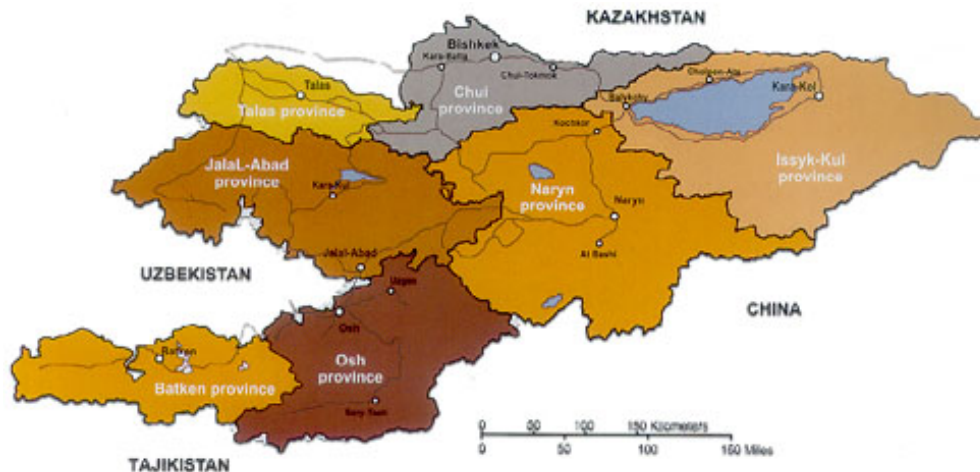 KAZAKHSTAN
Bishkek
Kara-Balta
Chui-Tokmok
Cholpon-Ata
Talas
Talas province
Chui
province
Balykchy
Kara-Kol
Kochkor
JalaL-Abad
province
Issyk-Kul
province
Kara-Kul
Naryn
province
Naryn
At Bashi
Jalal-Abad
UZBEKISTAN
Uzgen
CHINA
Osh
Batken
Osh
province
Batken province
Sary-Tash
0 50 100 150 Kilometers
0 50 100 150 Miles
TAJIKISTAN